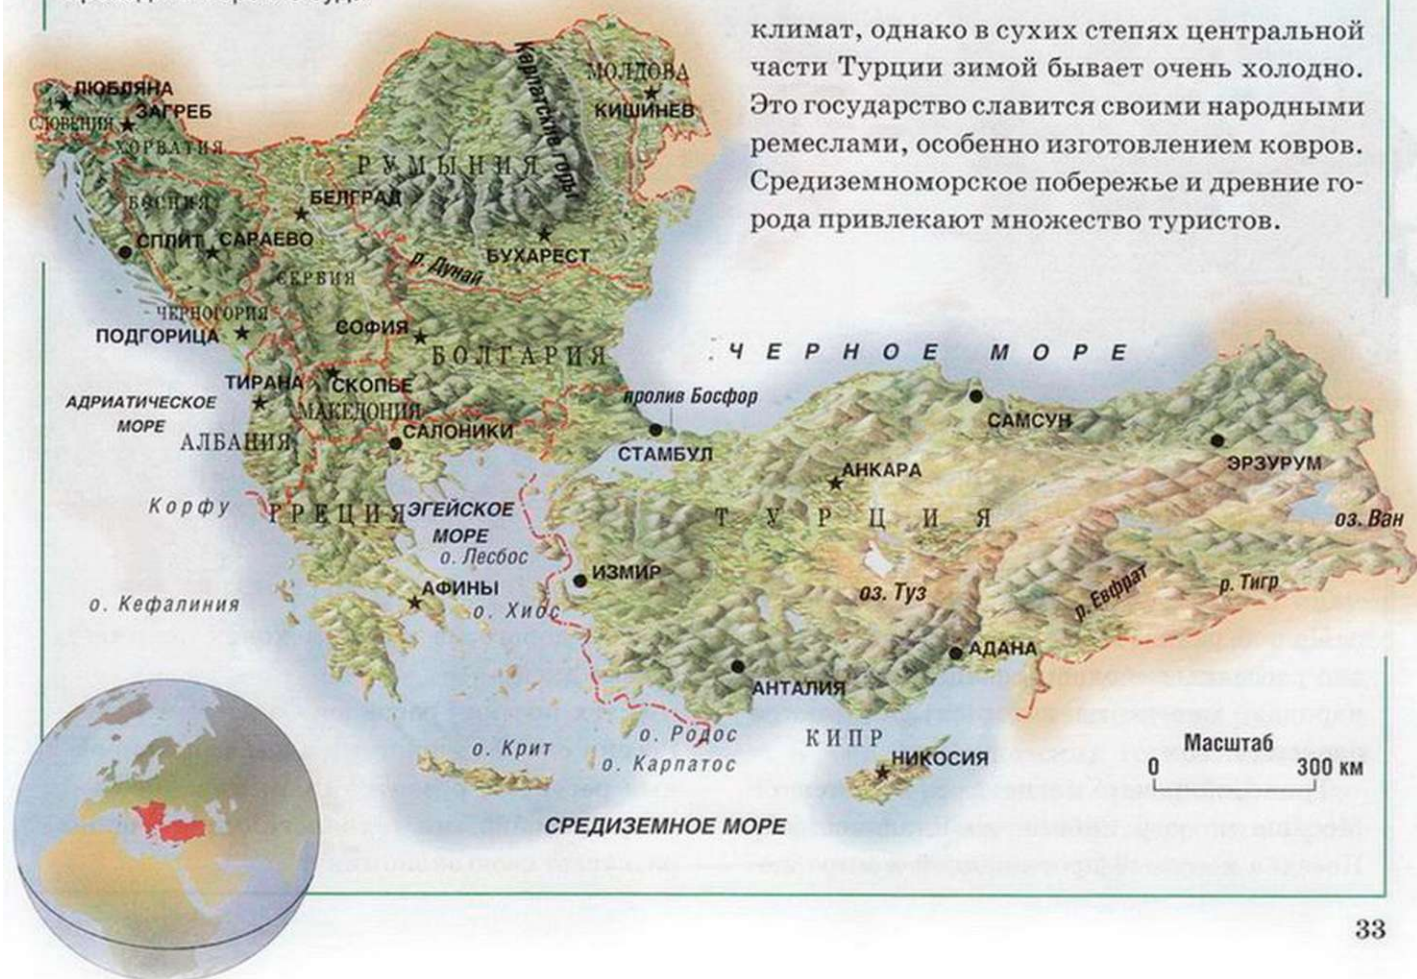 климат, однако в сухих степях центральной
части Турции зимой бывает очень холодно.
Это государство славится своими народными
ремеслами, особенно изготовлением ковров.
Средиземноморское побережье и древние го-
рода привлекают множество туристов.
ЛЮБЛЯНА
СЛОВЕНИЯ
ЗАГРЕБ
ХОРВАТИЯ
БОСНИЯ
СПЛИТ
САРАЕВО
БЕЛГРАД
СЕРБИЯ
ЧЕРНОГОРИЯ
ПОДГОРИЦА
РУМЫНИЯ
Карпатские горы
МОЛДОВА
КИШИНЕВ
БУХАРЕСТ
р. Дунай
СОФИЯ
БОЛГАРИЯ
ТИРАНА
СКОПЬЕ
МАКЕДОНИЯ
АДРИАТИЧЕСКОЕ
МОРЕ
АЛБАНИЯ
САЛОНИКИ
ЧЕРНОЕ МОРЕ
пролив Босфор
СТАМБУЛ
САМСУН
АНКАРА
ЭРЗУРУМ
ТУРЦИЯ
оз. Ван
Корфу
ГРЕЦИЯ
ЭГЕЙСКОЕ
МОРЕ
о. Лесбос
АФИНЫ
о. Хиос
ИЗМИР
о. Кефалиния
оз. Туз
р. Евфрат
р. Тигр
АДАНА
АНТАЛИЯ
о. Крит
о. Родос
о. Карпатос
КИПР
НИКОСИЯ
СРЕДИЗЕМНОЕ МОРЕ
Масштаб
0 300 км
33